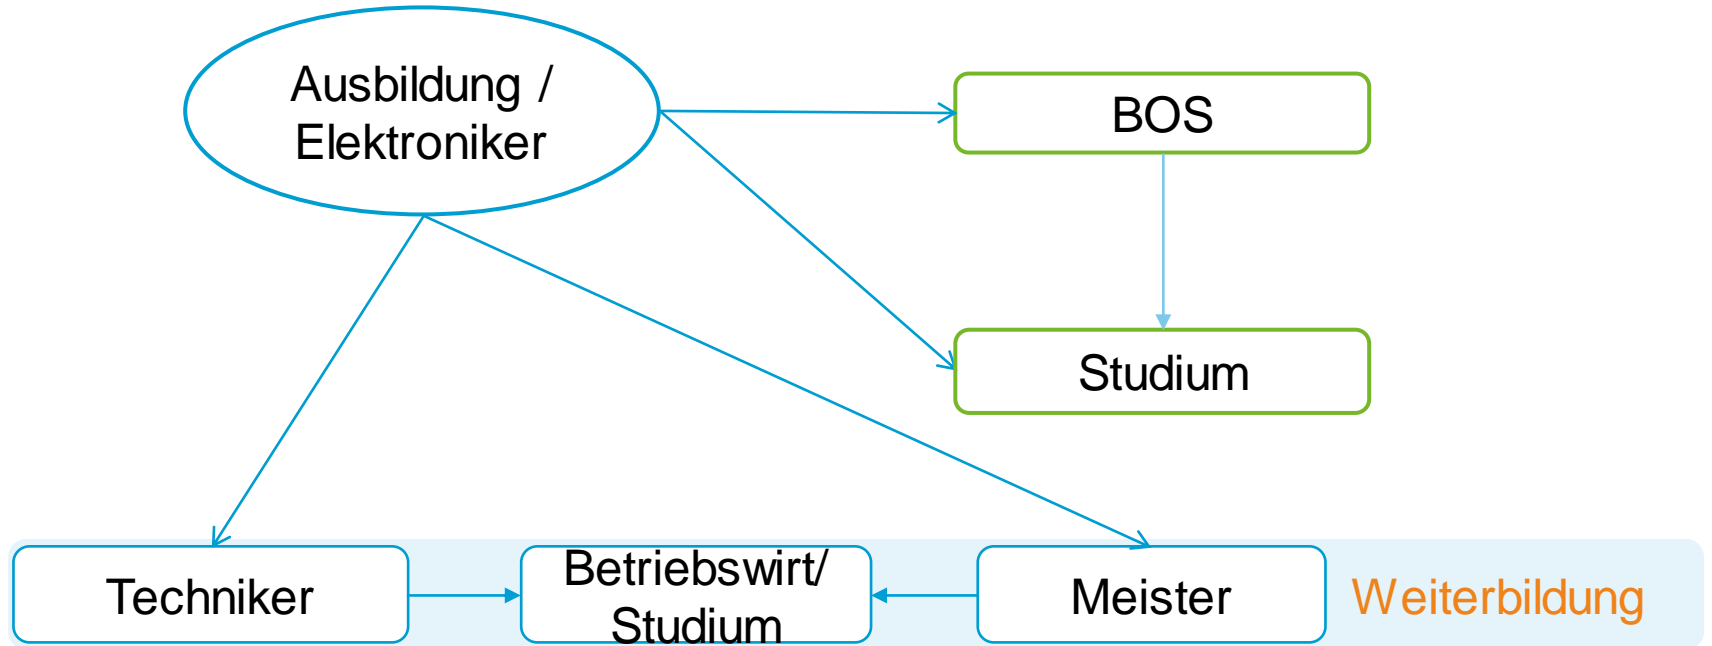 Ausbildung /
Elektroniker
BOS
Studium
Techniker
Betriebswirt/
Studium
Meister
Weiterbildung